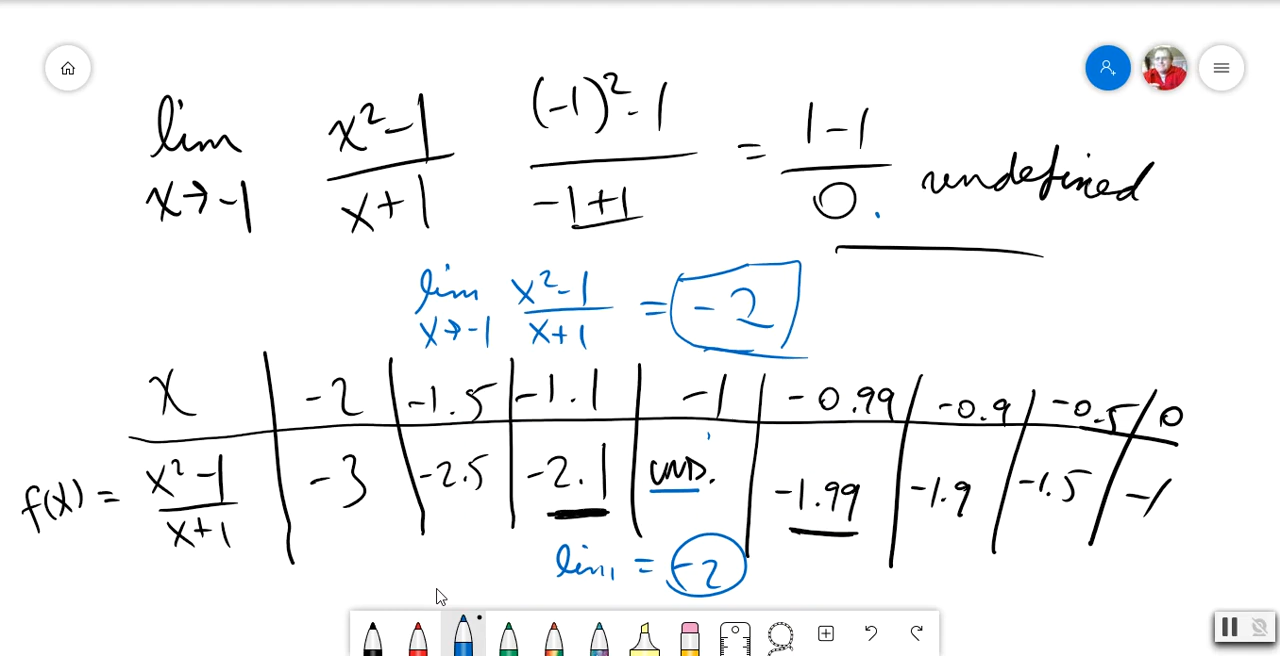 lim x→-1 x²-1/x+1 (-1)²-1/-1+1 = 1-1/0. undefined
lim x→-1 x²-1/x+1 = -2
x | -2 | -1.5 | -1.1 | -1 | -0.99 | -0.9 | -0.5 | 0
f(x) = x²-1/x+1 | -3 | -2.5 | -2.1 | UND. | -1.99 | -1.9 | -1.5 | -1
lim = -2